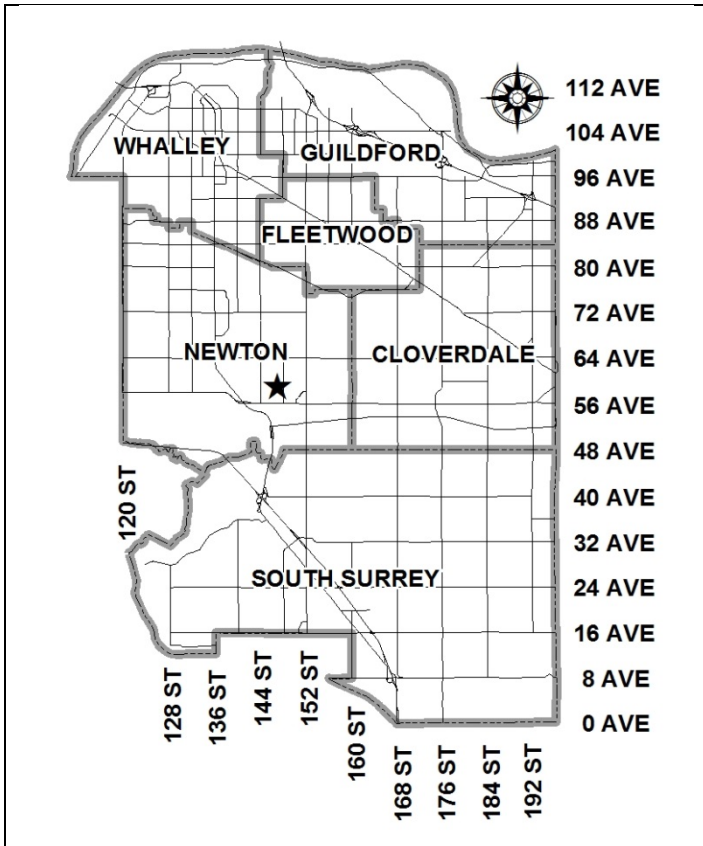 112 AVE
104 AVE
WHALLEY
GUILDFORD
96 AVE
88 AVE
FLEETWOOD
80 AVE
72 AVE
NEWTON
CLOVERDALE
64 AVE
56 AVE
48 AVE
120 ST
40 AVE
32 AVE
SOUTH SURREY
24 AVE
16 AVE
8 AVE
0 AVE
128 ST
136 ST
144 ST
152 ST
160 ST
168 ST
176 ST
184 ST
192 ST